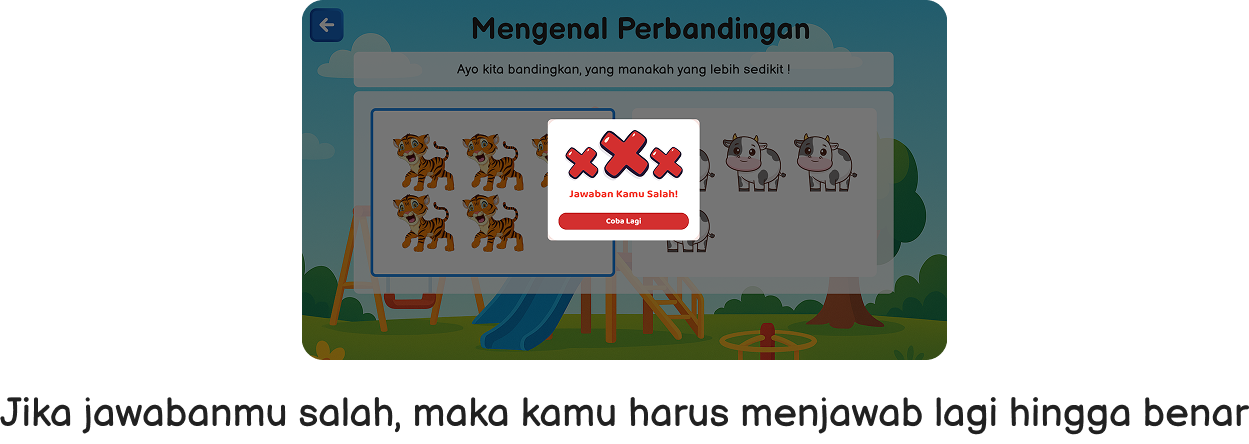 Mengenal Perbandingan
Ayo kita bandingkan, yang manakah yang lebih sedikit !
Jawaban Kamu Salah!
Coba Lagi
Jika jawabanmu salah, maka kamu harus menjawab lagi hingga benar